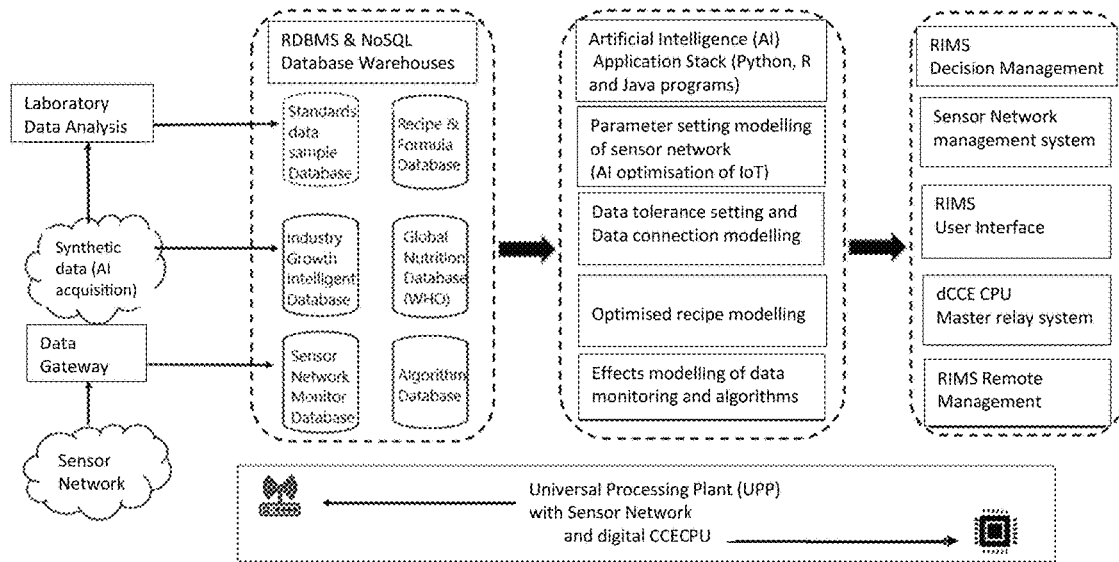 Laboratory
Data Analysis
Synthetic
data (AI
acquisition)
Data
Gateway
Sensor
Network
RDBMS & NoSQL
Database Warehouses
Standards
data
sample
Database
Recipe &
Formula
Database
Industry
Growth
Intelligent
Database
Global
Nutrition
Database
(WHO)
Sensor
Network
Monitor
Database
Algorithm
Database
Artificial Intelligence (AI)
Application Stack (Python, R
and Java programs)
Parameter setting modelling
of sensor network
(AI optimisation of IoT)
Data tolerance setting and
Data connection modelling
Optimised recipe modelling
Effects modelling of data
monitoring and algorithms
RIMS
Decision Management
Sensor Network
management system
RIMS
User Interface
dCCE CPU
Master relay system
RIMS Remote
Management
Universal Processing Plant (UPP)
with Sensor Network
and digital CCECPU